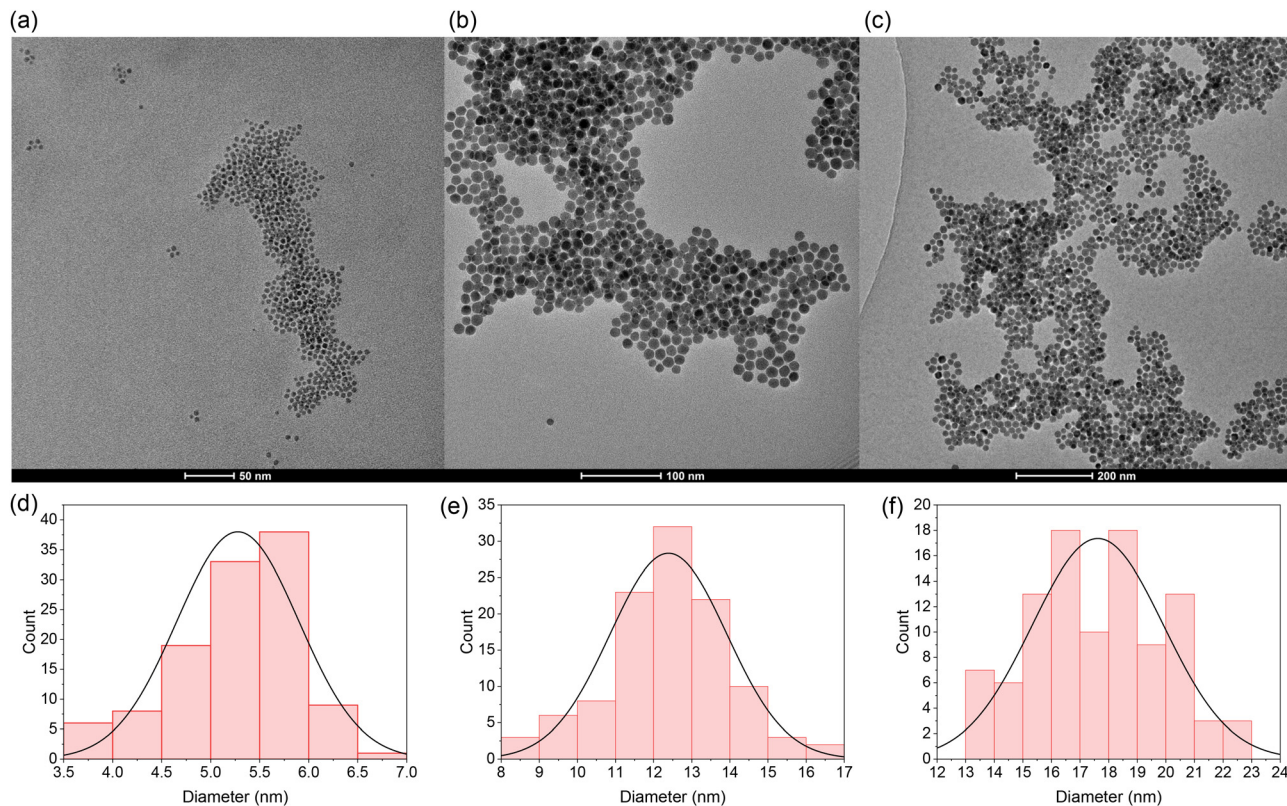 (a) (b) (c)
50 nm 100 nm 200 nm
(d) (e) (f)
40
35
30
25
20
15
10
5
0
Count
3.5 4.0 4.5 5.0 5.5 6.0 6.5 7.0
Diameter (nm)
35
30
25
20
15
10
5
0
Count
8 9 10 11 12 13 14 15 16 17
Diameter (nm)
20
18
16
14
12
10
8
6
4
2
0
Count
12 13 14 15 16 17 18 19 20 21 22 23 24
Diameter (nm)